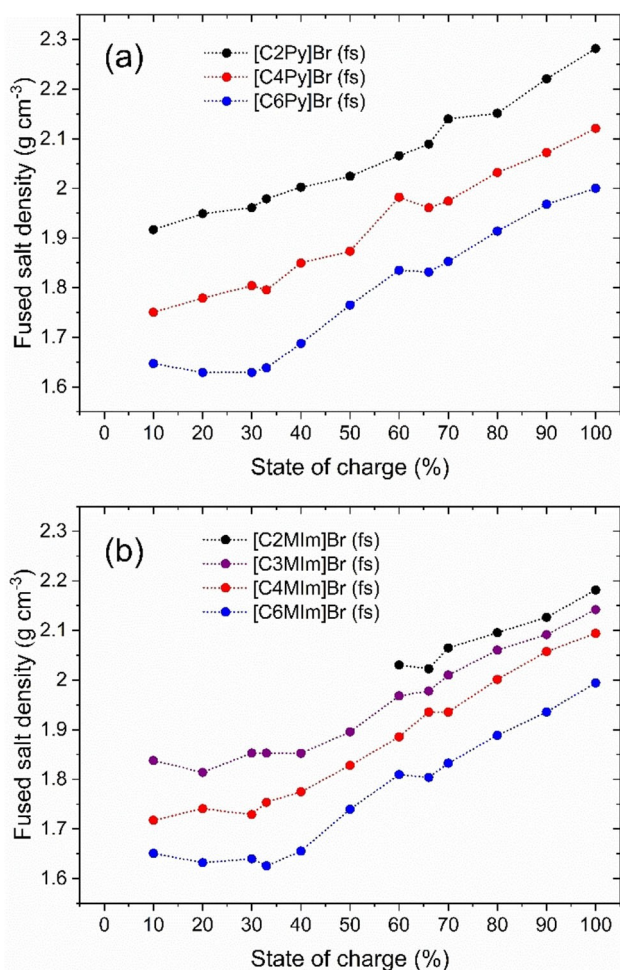 (a)
[C2Py]Br (fs)
[C4Py]Br (fs)
[C6Py]Br (fs)
Fused salt density (g cm⁻³)
2.3
2.2
2.1
2
1.9
1.8
1.7
1.6
0 10 20 30 40 50 60 70 80 90 100
State of charge (%)
(b)
[C2MIm]Br (fs)
[C3MIm]Br (fs)
[C4MIm]Br (fs)
[C6MIm]Br (fs)
Fused salt density (g cm⁻³)
2.3
2.2
2.1
2
1.9
1.8
1.7
1.6
0 10 20 30 40 50 60 70 80 90 100
State of charge (%)